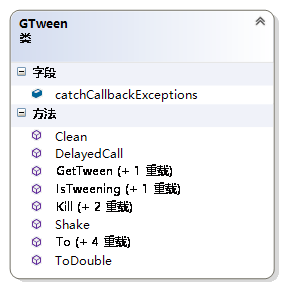 GTween
类
字段
catchCallbackExceptions
方法
Clean
DelayedCall
GetTween (+ 1 重载)
IsTweening (+ 1 重载)
Kill (+ 2 重载)
Shake
To (+ 4 重载)
ToDouble